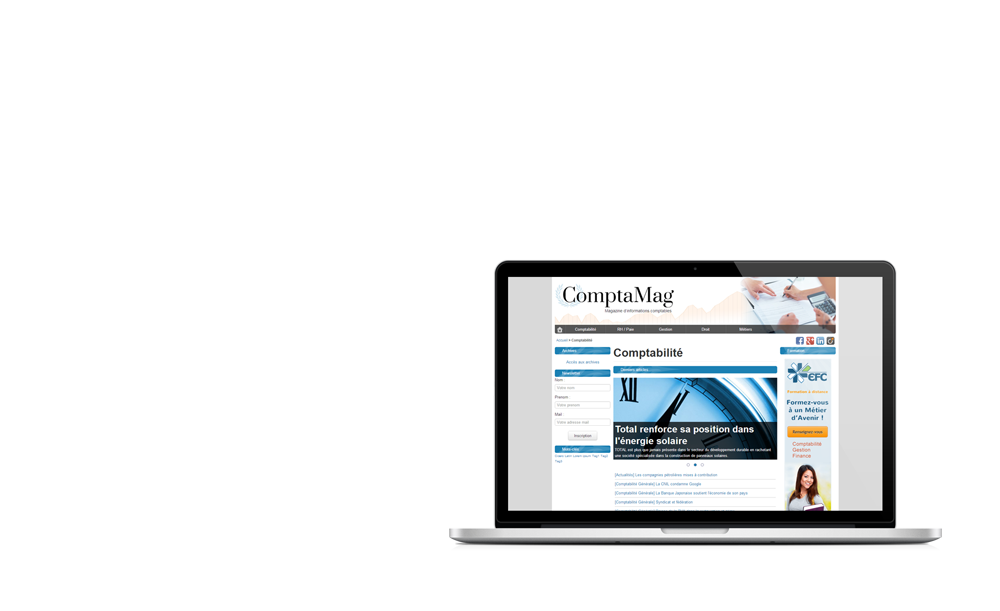 ComptaMag
Magazine d'informations comptables
Comptabilité
RH / Paie
Gestion
Droit
Métiers
Accueil > Comptabilité
Archives
Accès aux archives
Newsletter
Nom
Votre nom
Prénom
Votre prénom
Mail
Votre adresse mail
Inscription
Comptabilité
Derniers articles
Total renforce sa position dans
l'énergie solaire
TOTAL est plus que jamais présente dans le secteur du développement durable en rachetant
une société spécialisée dans la construction de panneaux solaires.
[Actualités] Les compagnies pétrolières mises à contribution
[Comptabilité Générale] La CNIL condamne Google
[Comptabilité Générale] La Banque Japonaise soutient l'économie de son pays
[Comptabilité Générale] Syndicat et fédération
Formation
EFC
Formation à distance
Formez-vous
à un Métier
d'Avenir !
Renseignez-vous
Comptabilité
Gestion
Finance